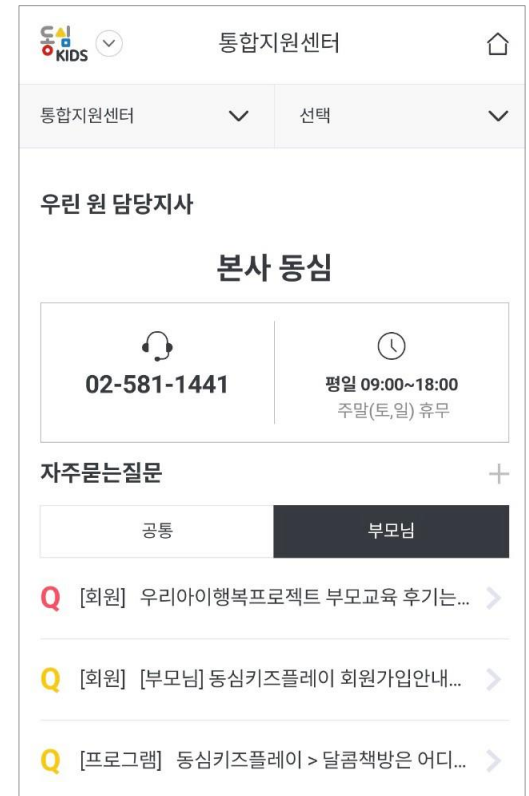 동심 KIDS
통합지원센터
통합지원센터
선택
우린 원 담당지사
본사 동심
02-581-1441
평일 09:00~18:00
주말(토,일) 휴무
자주묻는질문
공통
부모님
Q [회원] 우리아이행복프로젝트 부모교육 후기는...
Q [회원] [부모님] 동심키즈플레이 회원가입안내...
Q [프로그램] 동심키즈플레이 > 달콤책방은 어디...